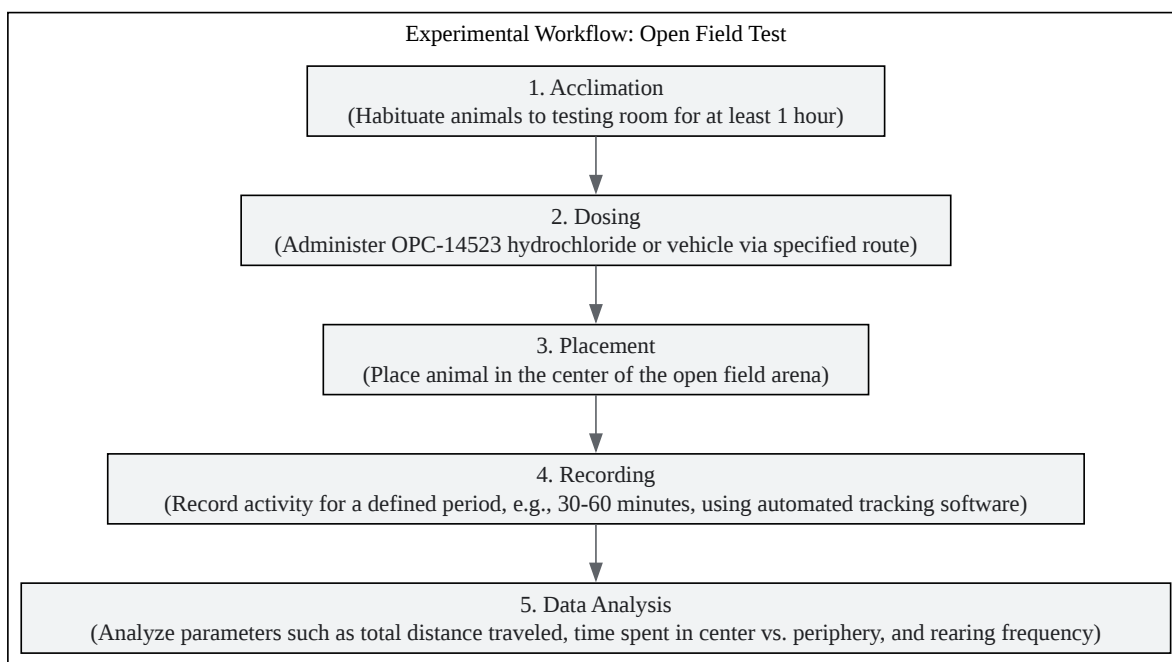 Experimental Workflow: Open Field Test
1. Acclimation
(Habituate animals to testing room for at least 1 hour)
2. Dosing
(Administer OPC-14523 hydrochloride or vehicle via specified route)
3. Placement
(Place animal in the center of the open field arena)
4. Recording
(Record activity for a defined period, e.g., 30-60 minutes, using automated tracking software)
5. Data Analysis
(Analyze parameters such as total distance traveled, time spent in center vs. periphery, and rearing frequency)